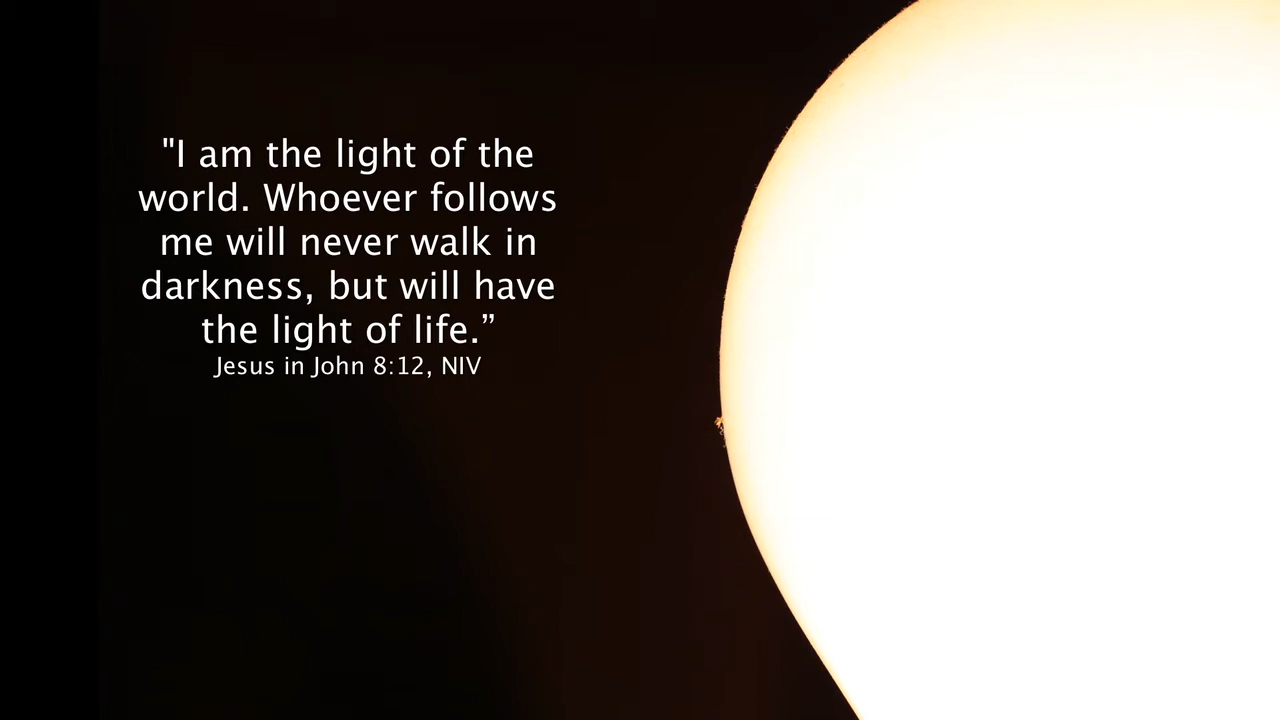 "I am the light of the
world. Whoever follows
me will never walk in
darkness, but will have
the light of life.”
Jesus in John 8:12, NIV